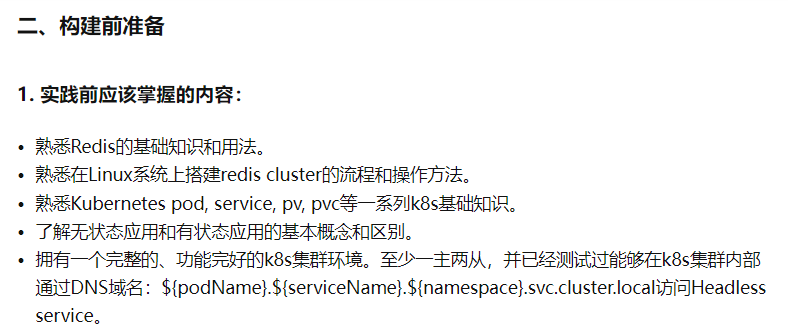 二、构建前准备
1. 实践前应该掌握的内容：
• 熟悉Redis的基础知识和用法。
• 熟悉在Linux系统上搭建redis cluster的流程和操作方法。
• 熟悉Kubernetes pod, service, pv, pvc等一系列k8s基础知识。
• 了解无状态应用和有状态应用的基本概念和区别。
• 拥有一个完整的、功能完好的k8s集群环境。至少一主两从，并已经测试过能够在k8s集群内部
通过DNS域名：${podName}.${serviceName}.${namespace}.svc.cluster.local访问Headless
service。